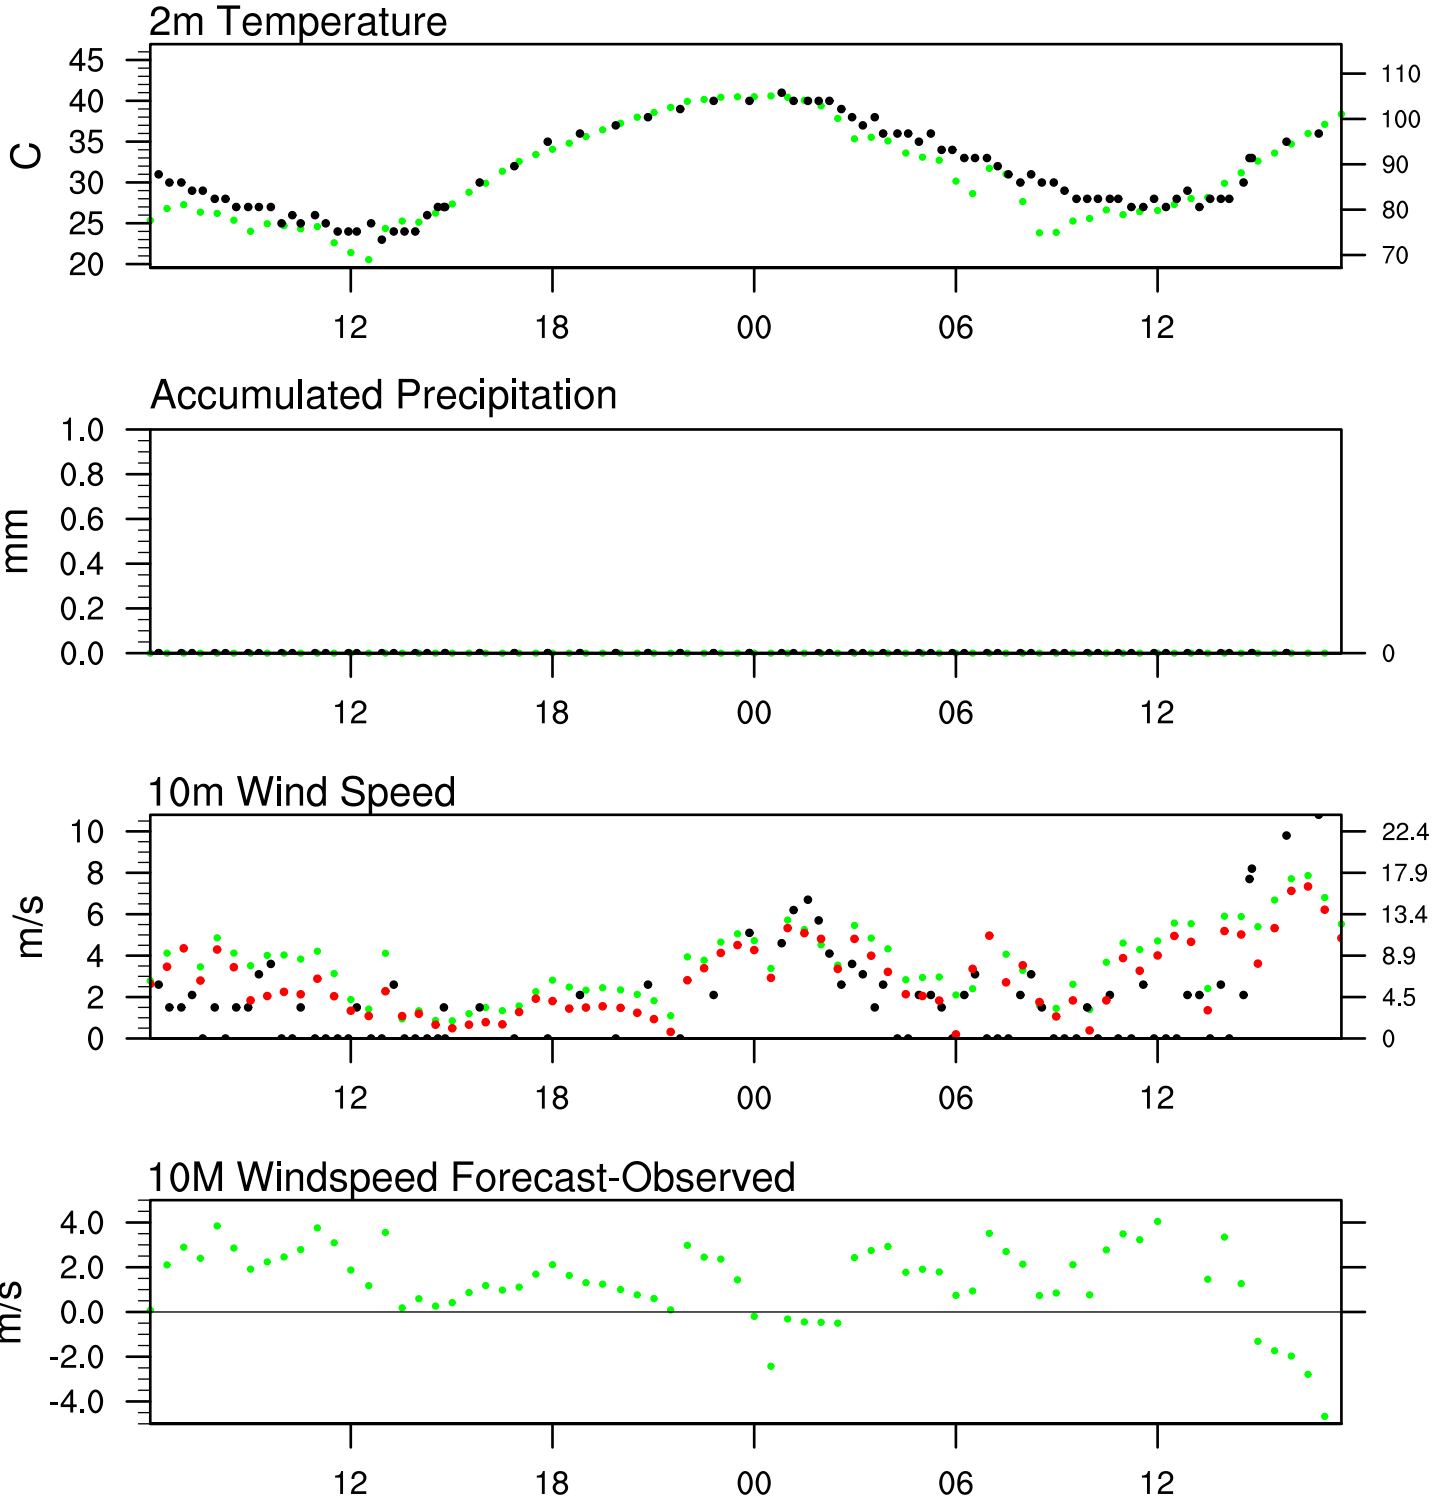 2m Temperature
45
40
35
30
25
20
C
110
100
90
80
70
12 18 00 06 12
Accumulated Precipitation
1.0
0.8
0.6
0.4
0.2
0.0
mm
0
12 18 00 06 12
10m Wind Speed
10
8
6
4
2
0
m/s
22.4
17.9
13.4
8.9
4.5
0
12 18 00 06 12
10M Windspeed Forecast-Observed
4.0
2.0
0.0
-2.0
-4.0
m/s
12 18 00 06 12